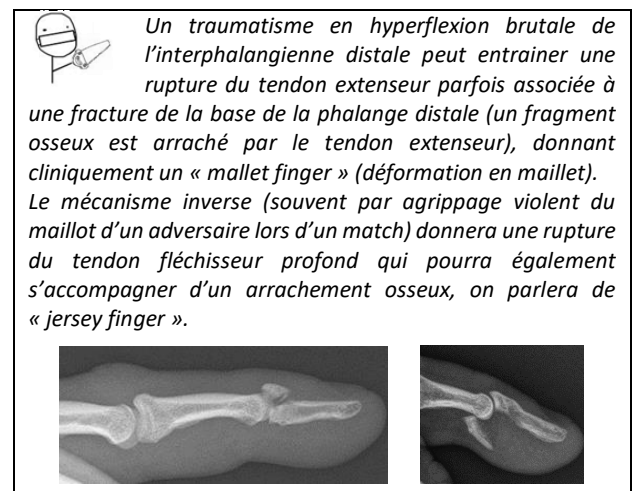 Un traumatisme en hyperflexion brutale de
l’interphalangienne distale peut entrainer une
rupture du tendon extenseur parfois associée à
une fracture de la base de la phalange distale (un fragment
osseux est arraché par le tendon extenseur), donnant
cliniquement un « mallet finger » (déformation en maillet).
Le mécanisme inverse (souvent par agrippage violent du
maillot d’un adversaire lors d’un match) donnera une rupture
du tendon fléchisseur profond qui pourra également
s’accompagner d’un arrachement osseux, on parlera de
« jersey finger ».